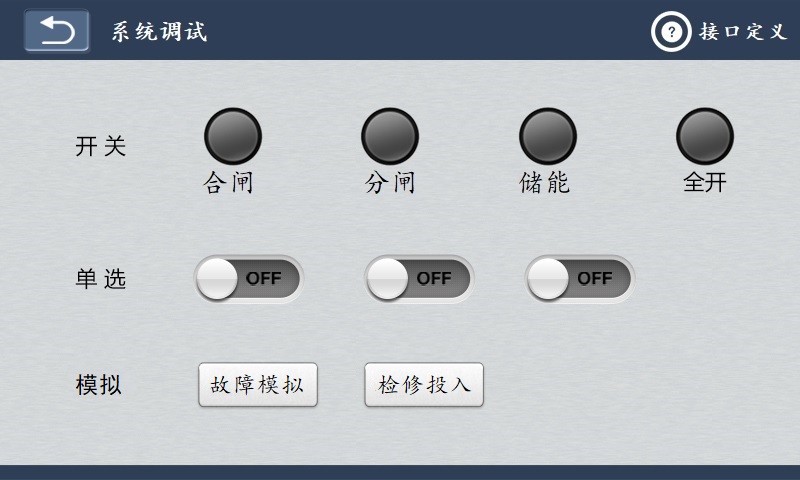 系统调试
? 接口定义
开关
合闸 分闸 储能 全开
单选 OFF OFF OFF
模拟 故障模拟 检修投入